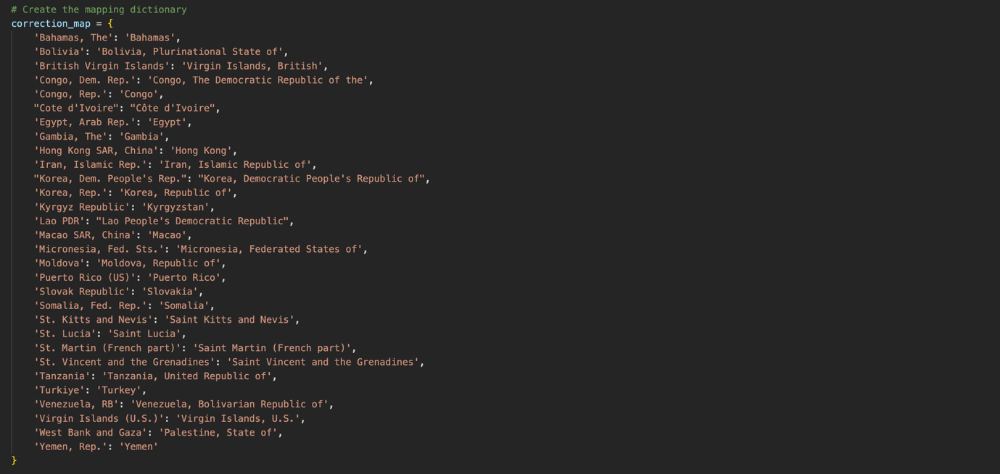 # Create the mapping dictionary
correction_map = {
    'Bahamas, The': 'Bahamas',
    'Bolivia': 'Bolivia, Plurinational State of',
    'British Virgin Islands': 'Virgin Islands, British',
    'Congo, Dem. Rep.': 'Congo, The Democratic Republic of the',
    'Congo, Rep.': 'Congo',
    "Cote d'Ivoire": "Côte d'Ivoire",
    'Egypt, Arab Rep.': 'Egypt',
    'Gambia, The': 'Gambia',
    'Hong Kong SAR, China': 'Hong Kong',
    'Iran, Islamic Rep.': 'Iran, Islamic Republic of',
    "Korea, Dem. People's Rep.": "Korea, Democratic People's Republic of",
    'Korea, Rep.': 'Korea, Republic of',
    'Kyrgyz Republic': 'Kyrgyzstan',
    'Lao PDR': "Lao People's Democratic Republic",
    'Macao SAR, China': 'Macao',
    'Micronesia, Fed. Sts.': 'Micronesia, Federated States of',
    'Moldova': 'Moldova, Republic of',
    'Puerto Rico (US)': 'Puerto Rico',
    'Slovak Republic': 'Slovakia',
    'Somalia, Fed. Rep.': 'Somalia',
    'St. Kitts and Nevis': 'Saint Kitts and Nevis',
    'St. Lucia': 'Saint Lucia',
    'St. Martin (French part)': 'Saint Martin (French part)',
    'St. Vincent and the Grenadines': 'Saint Vincent and the Grenadines',
    'Tanzania': 'Tanzania, United Republic of',
    'Turkiye': 'Turkey',
    'Venezuela, RB': 'Venezuela, Bolivarian Republic of',
    'Virgin Islands (U.S.)': 'Virgin Islands, U.S.',
    'West Bank and Gaza': 'Palestine, State of',
    'Yemen, Rep.': 'Yemen'
}